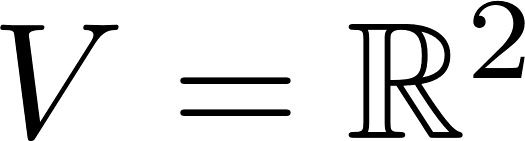 V = ℝ²